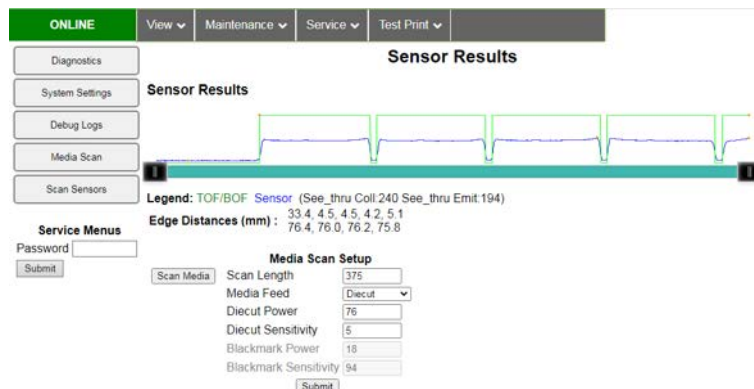 ONLINE
View
Maintenance
Service
Test Print
Diagnostics
System Settings
Debug Logs
Media Scan
Scan Sensors
Service Menus
Password
Submit
Sensor Results
Sensor Results
Legend: TOF/BOF Sensor (See_thru Coll:240 See_thru Emit:194)
Edge Distances (mm) : 33.4, 4.5, 4.5, 4.2, 5.1
76.4, 76.0, 76.2, 75.8
Media Scan Setup
Scan Media
Scan Length 375
Media Feed Diecut
Diecut Power 76
Diecut Sensitivity 5
Blackmark Power 18
Blackmark Sensitivity 94
Submit